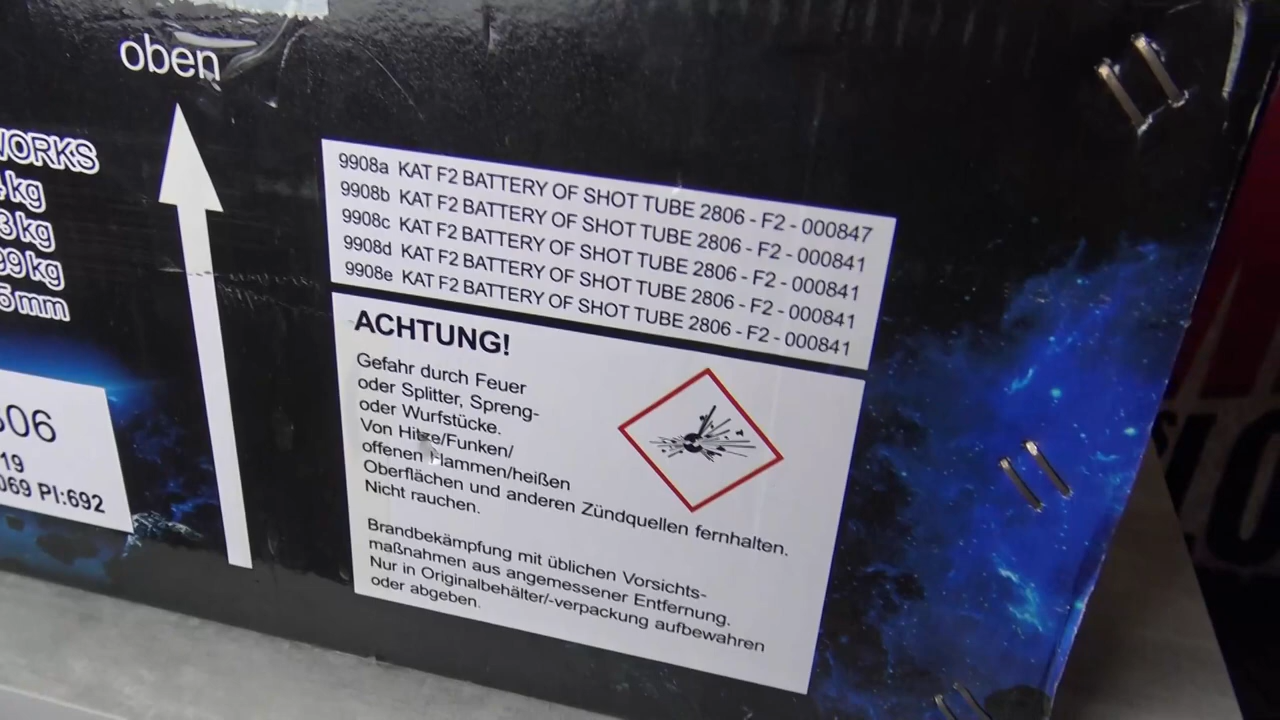 oben
WORKS
kg
3 kg
99 kg
5 mm
9908a KAT F2 BATTERY OF SHOT TUBE 2806 - F2 - 000847
9908b KAT F2 BATTERY OF SHOT TUBE 2806 - F2 - 000841
9908c KAT F2 BATTERY OF SHOT TUBE 2806 - F2 - 000841
9908d KAT F2 BATTERY OF SHOT TUBE 2806 - F2 - 000841
9908e KAT F2 BATTERY OF SHOT TUBE 2806 - F2 - 000841
ACHTUNG!
Gefahr durch Feuer
oder Splitter, Spreng-
oder Wurfstücke.
Von Hitze/Funken/
offenen Flammen/heißen
Oberflächen und anderen Zündquellen fernhalten.
Nicht rauchen.
Brandbekämpfung mit üblichen Vorsichts-
maßnahmen aus angemessener Entfernung.
Nur in Originalbehälter/-verpackung aufbewahren
oder abgeben.
06
19
069 PI:692